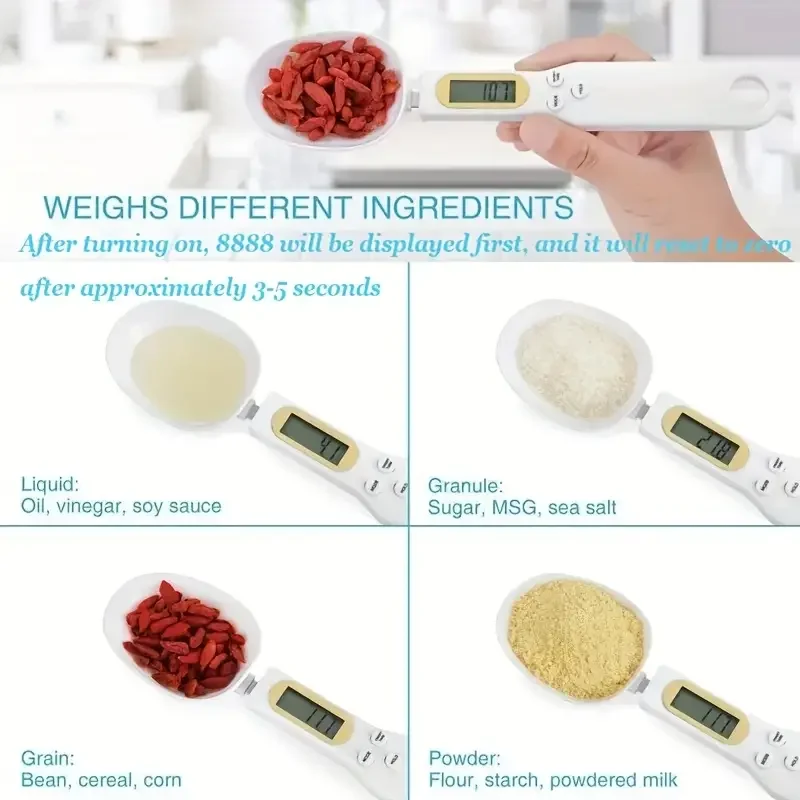 10.7
WEIGHS DIFFERENT INGREDIENTS
After turning on, 8888 will be displayed first, and it will reset to zero
after approximately 3-5 seconds
Liquid:
Oil, vinegar, soy sauce
Granule:
Sugar, MSG, sea salt
Grain:
Bean, cereal, corn
Powder:
Flour, starch, powdered milk